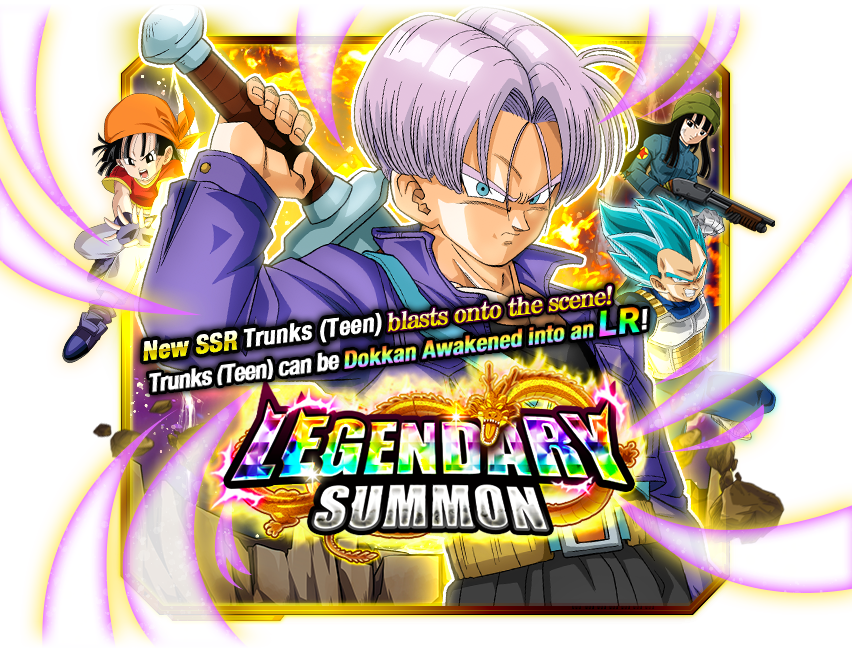 New SSR Trunks (Teen) blasts onto the scene!
Trunks (Teen) can be Dokkan Awakened into an LR!
LEGENDARY
SUMMON